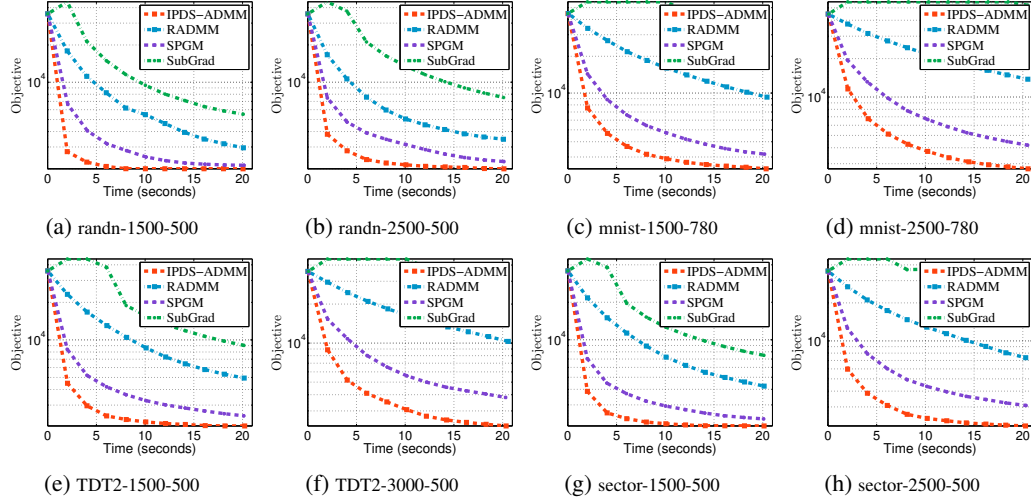 Objective
10^4
IPDS−ADMM
RADMM
SPGM
SubGrad
0 5 10 15 20
Time (seconds)
(a) randn-1500-500
Objective
10^4
IPDS−ADMM
RADMM
SPGM
SubGrad
0 5 10 15 20
Time (seconds)
(b) randn-2500-500
Objective
10^4
IPDS−ADMM
RADMM
SPGM
SubGrad
0 5 10 15 20
Time (seconds)
(c) mnist-1500-780
Objective
10^4
IPDS−ADMM
RADMM
SPGM
SubGrad
0 5 10 15 20
Time (seconds)
(d) mnist-2500-780
Objective
10^4
IPDS−ADMM
RADMM
SPGM
SubGrad
0 5 10 15 20
Time (seconds)
(e) TDT2-1500-500
Objective
10^4
IPDS−ADMM
RADMM
SPGM
SubGrad
0 5 10 15 20
Time (seconds)
(f) TDT2-3000-500
Objective
10^4
IPDS−ADMM
RADMM
SPGM
SubGrad
0 5 10 15 20
Time (seconds)
(g) sector-1500-500
Objective
10^4
IPDS−ADMM
RADMM
SPGM
SubGrad
0 5 10 15 20
Time (seconds)
(h) sector-2500-500